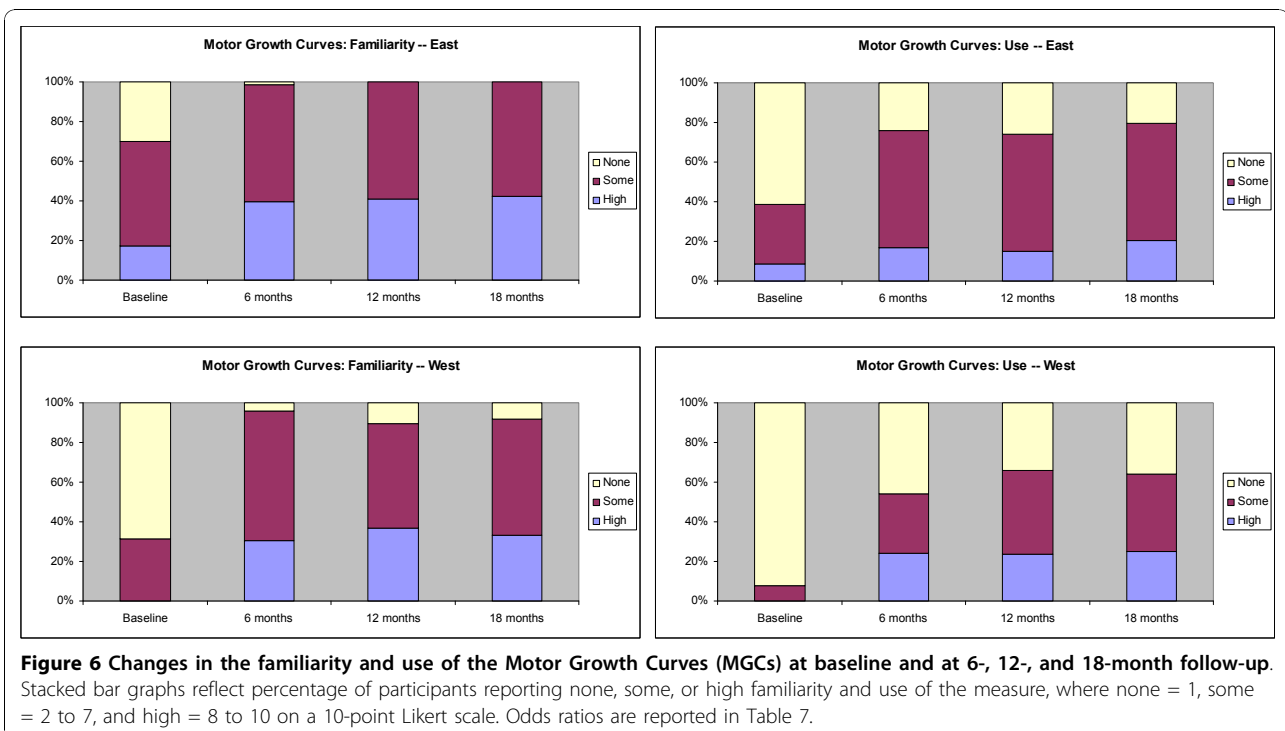 Motor Growth Curves: Familiarity -- East
100%
80%
60%
40%
20%
0%
Baseline 6 months 12 months 18 months
None
Some
High
Motor Growth Curves: Use -- East
100%
80%
60%
40%
20%
0%
Baseline 6 months 12 months 18 months
None
Some
High
Motor Growth Curves: Familiarity -- West
100%
80%
60%
40%
20%
0%
Baseline 6 months 12 months 18 months
None
Some
High
Motor Growth Curves: Use -- West
100%
80%
60%
40%
20%
0%
Baseline 6 months 12 months 18 months
None
Some
High
Figure 6 Changes in the familiarity and use of the Motor Growth Curves (MGCs) at baseline and at 6-, 12-, and 18-month follow-up.
Stacked bar graphs reflect percentage of participants reporting none, some, or high familiarity and use of the measure, where none = 1, some
= 2 to 7, and high = 8 to 10 on a 10-point Likert scale. Odds ratios are reported in Table 7.